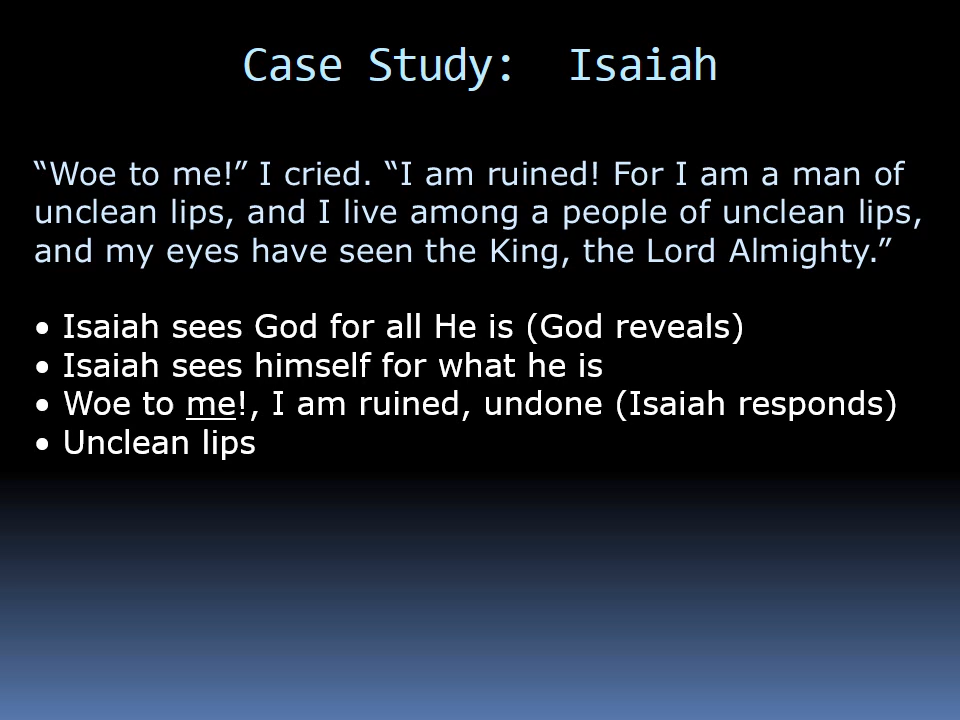 Case Study:  Isaiah
“Woe to me!” I cried. “I am ruined! For I am a man of
unclean lips, and I live among a people of unclean lips,
and my eyes have seen the King, the Lord Almighty.”
• Isaiah sees God for all He is (God reveals)
• Isaiah sees himself for what he is
• Woe to me!, I am ruined, undone (Isaiah responds)
• Unclean lips